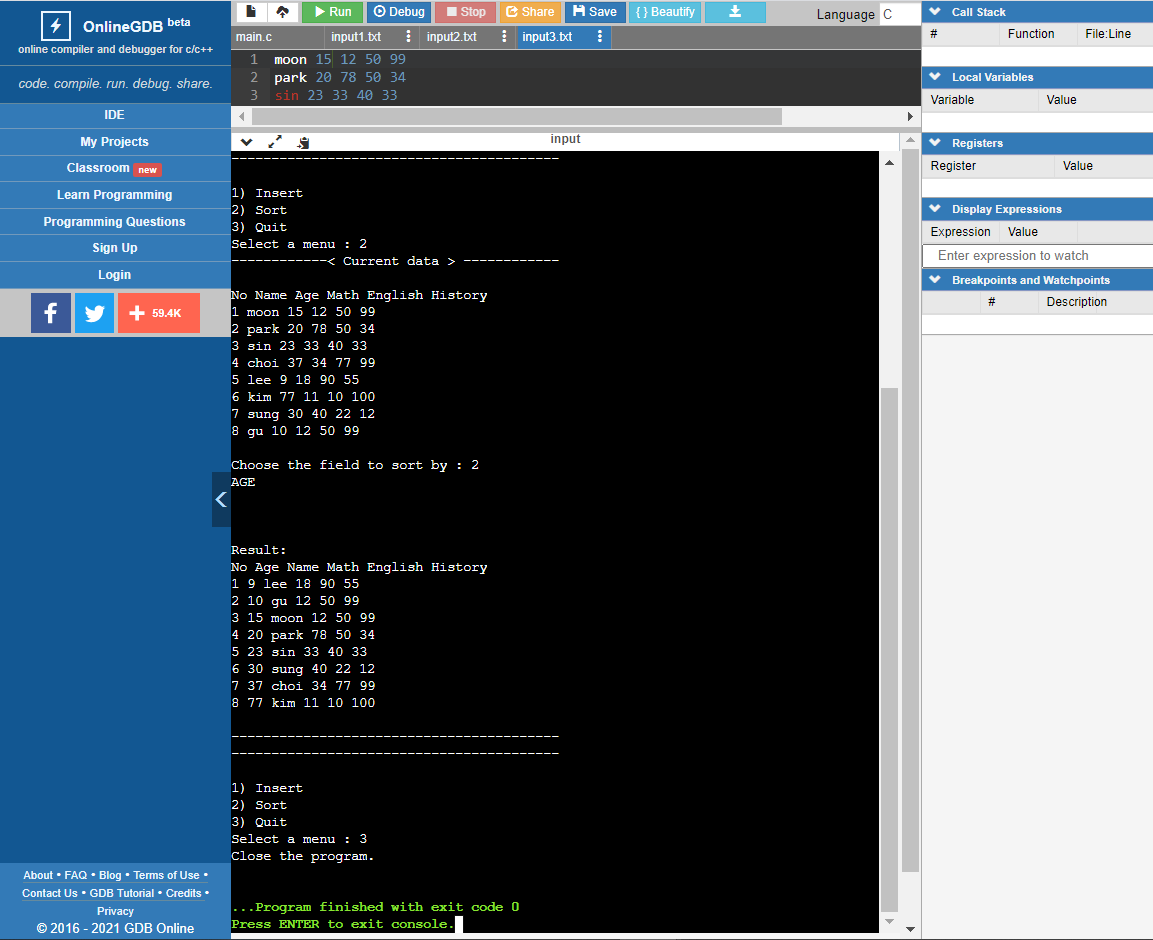 OnlineGDB beta
online compiler and debugger for c/c++
code. compile. run. debug. share.
IDE
My Projects
Classroom new
Learn Programming
Programming Questions
Sign Up
Login
f
+ 59.4K
About • FAQ • Blog • Terms of Use •
Contact Us • GDB Tutorial • Credits •
Privacy
© 2016 - 2021 GDB Online
Run Debug Stop Share Save { } Beautify
Language C
main.c input1.txt input2.txt input3.txt
1 moon 15 12 50 99
2 park 20 78 50 34
3 sin 23 33 40 33
input
-----------------------------------------
1) Insert
2) Sort
3) Quit
Select a menu : 2
------------< Current data > ------------
No Name Age Math English History
1 moon 15 12 50 99
2 park 20 78 50 34
3 sin 23 33 40 33
4 choi 37 34 77 99
5 lee 9 18 90 55
6 kim 77 11 10 100
7 sung 30 40 22 12
8 gu 10 12 50 99
Choose the field to sort by : 2
AGE
Result:
No Age Name Math English History
1 9 lee 18 90 55
2 10 gu 12 50 99
3 15 moon 12 50 99
4 20 park 78 50 34
5 23 sin 33 40 33
6 30 sung 40 22 12
7 37 choi 34 77 99
8 77 kim 11 10 100
-----------------------------------------
-----------------------------------------
1) Insert
2) Sort
3) Quit
Select a menu : 3
Close the program.
...Program finished with exit code 0
Press ENTER to exit console.
Call Stack
# Function File:Line
Local Variables
Variable Value
Registers
Register Value
Display Expressions
Expression Value
Enter expression to watch
Breakpoints and Watchpoints
# Description